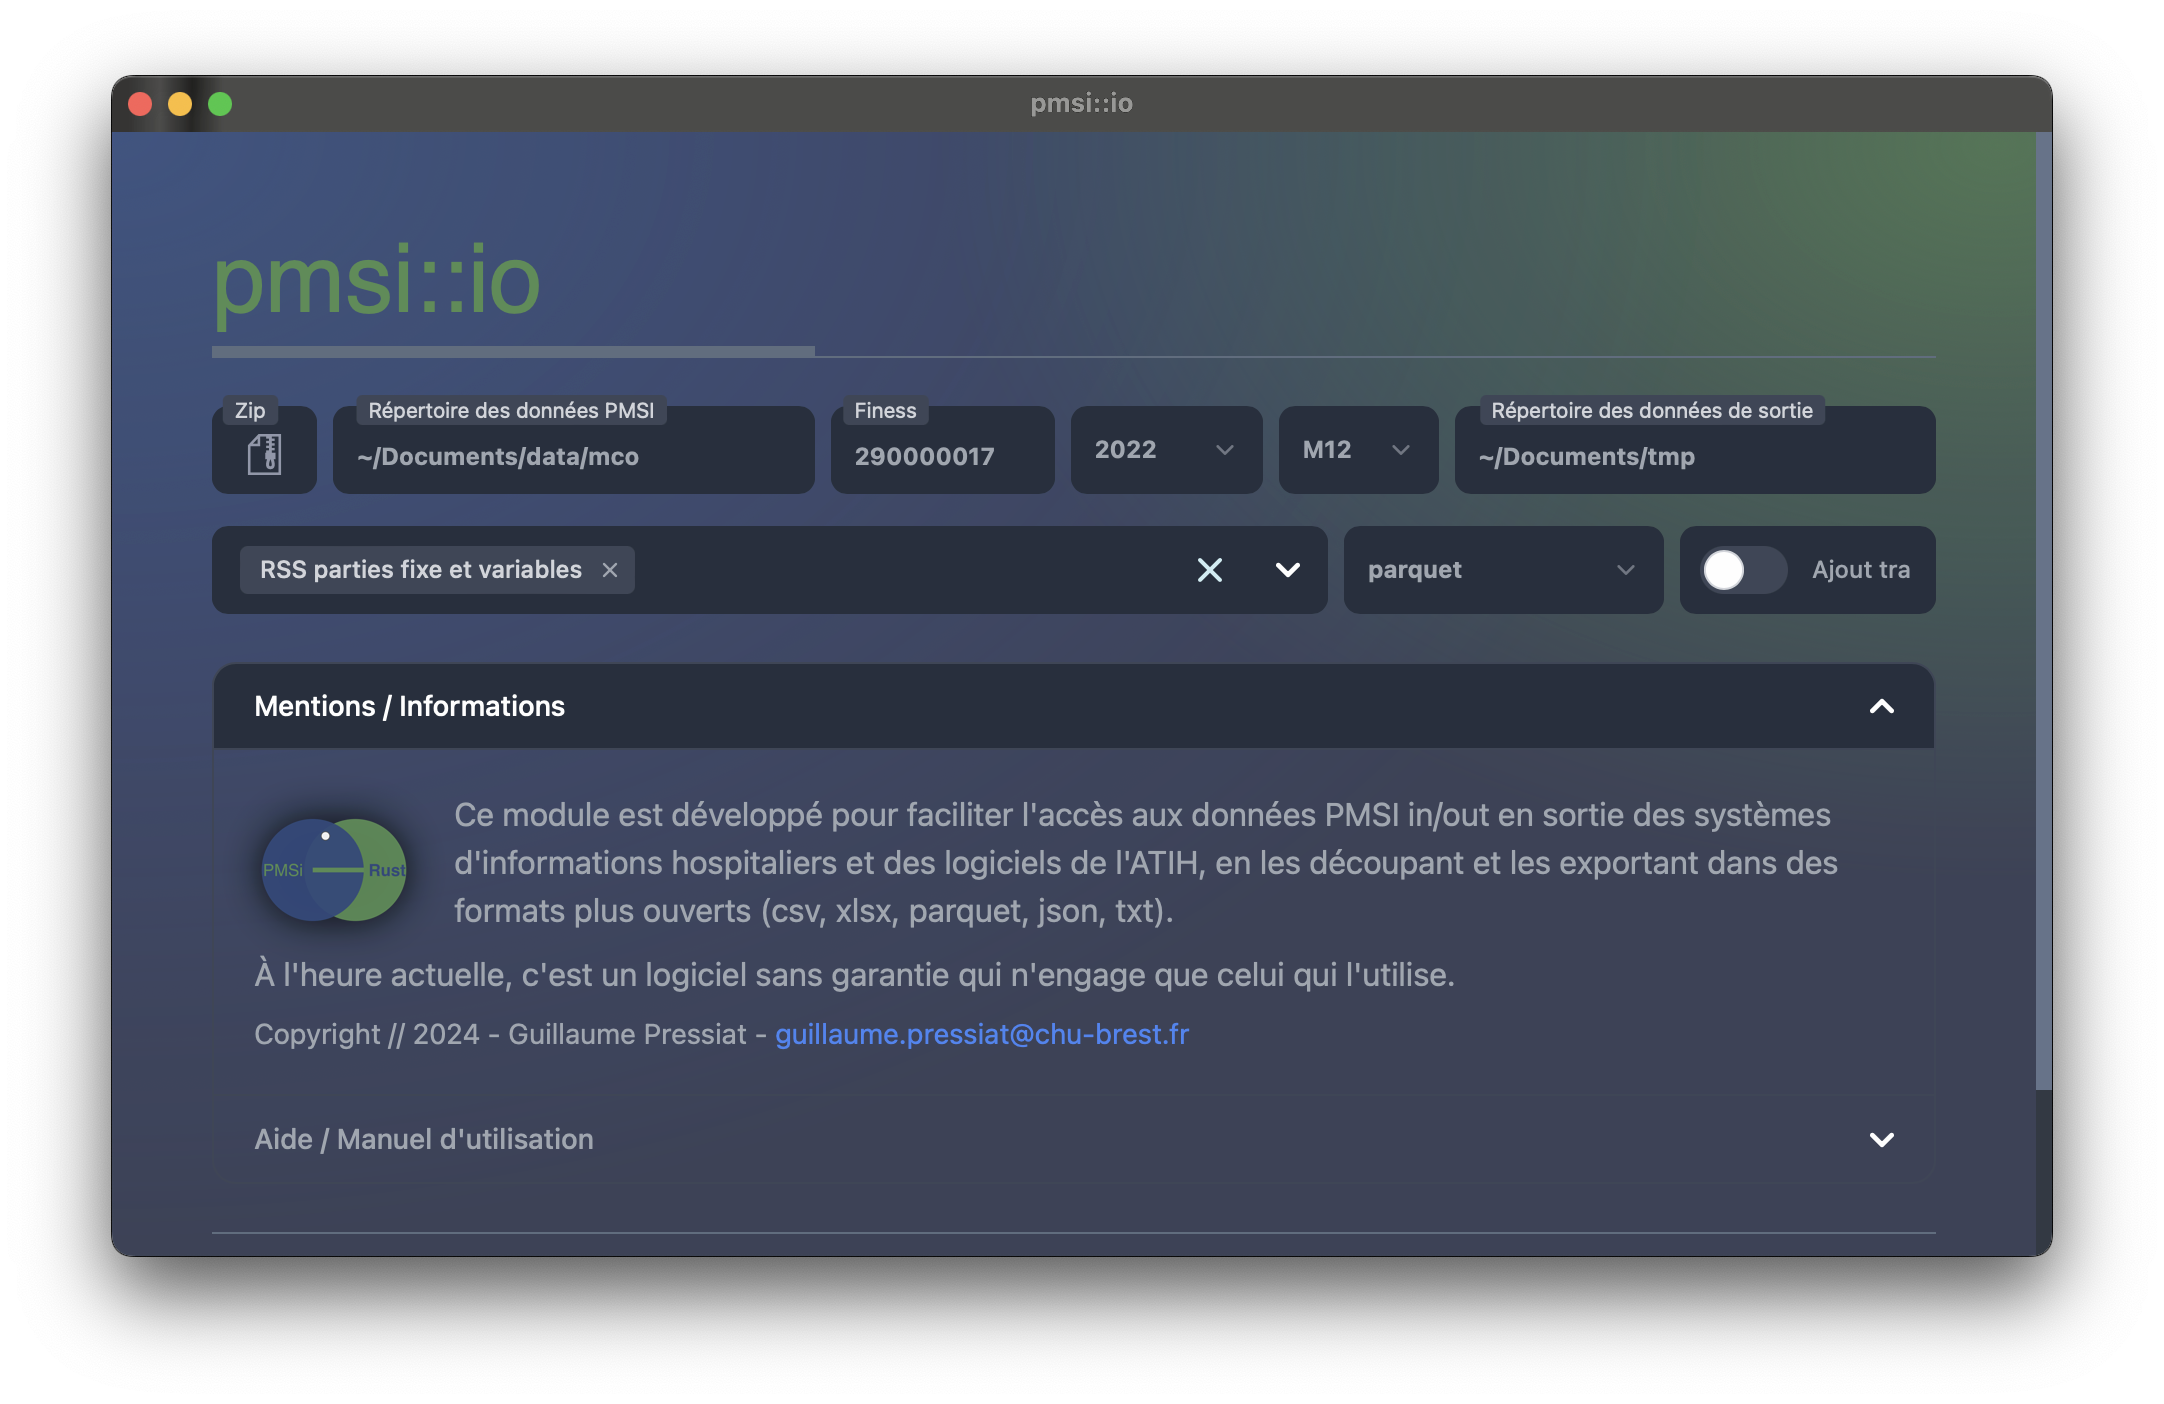 pmsi::io
pmsi::io
Zip
Répertoire des données PMSI
~/Documents/data/mco
Finess
290000017
2022
M12
Répertoire des données de sortie
~/Documents/tmp
RSS parties fixe et variables
parquet
Ajout tra
Mentions / Informations
PMSi
Rust
Ce module est développé pour faciliter l'accès aux données PMSI in/out en sortie des systèmes
d'informations hospitaliers et des logiciels de l'ATIH, en les découpant et les exportant dans des
formats plus ouverts (csv, xlsx, parquet, json, txt).
À l'heure actuelle, c'est un logiciel sans garantie qui n'engage que celui qui l'utilise.
Copyright // 2024 - Guillaume Pressiat - guillaume.pressiat@chu-brest.fr
Aide / Manuel d'utilisation